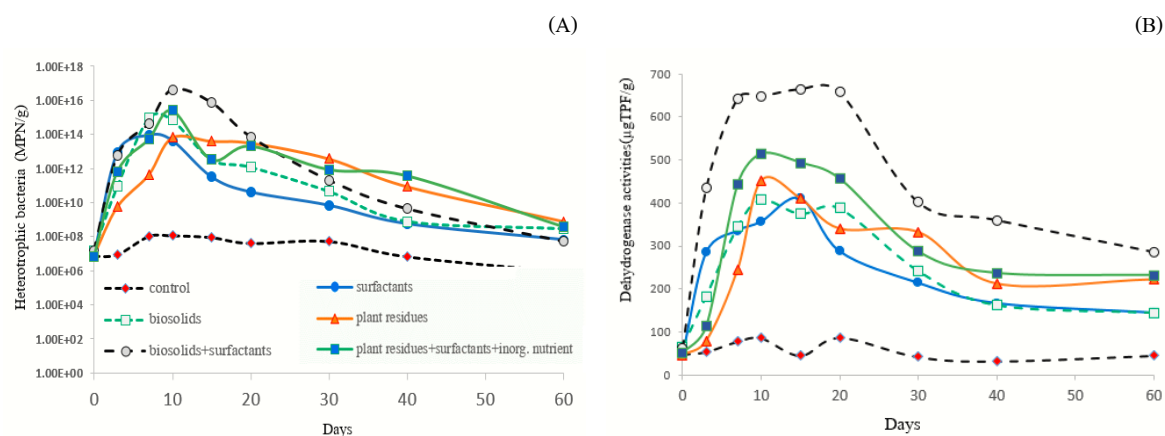 (A)
(B)
Heterotrophic bacteria (MPN/g)
1.00E+18
1.00E+16
1.00E+14
1.00E+12
1.00E+10
1.00E+08
1.00E+06
1.00E+04
1.00E+02
1.00E+00
control
surfactants
biosolids
plant residues
biosolids+surfactants
plant residues+surfactants+inorg. nutrient
0 10 20 30 40 50 60
Days
Dehydrogenase activities(µgTPF/g)
700
600
500
400
300
200
100
0
0 10 20 30 40 50 60
Days